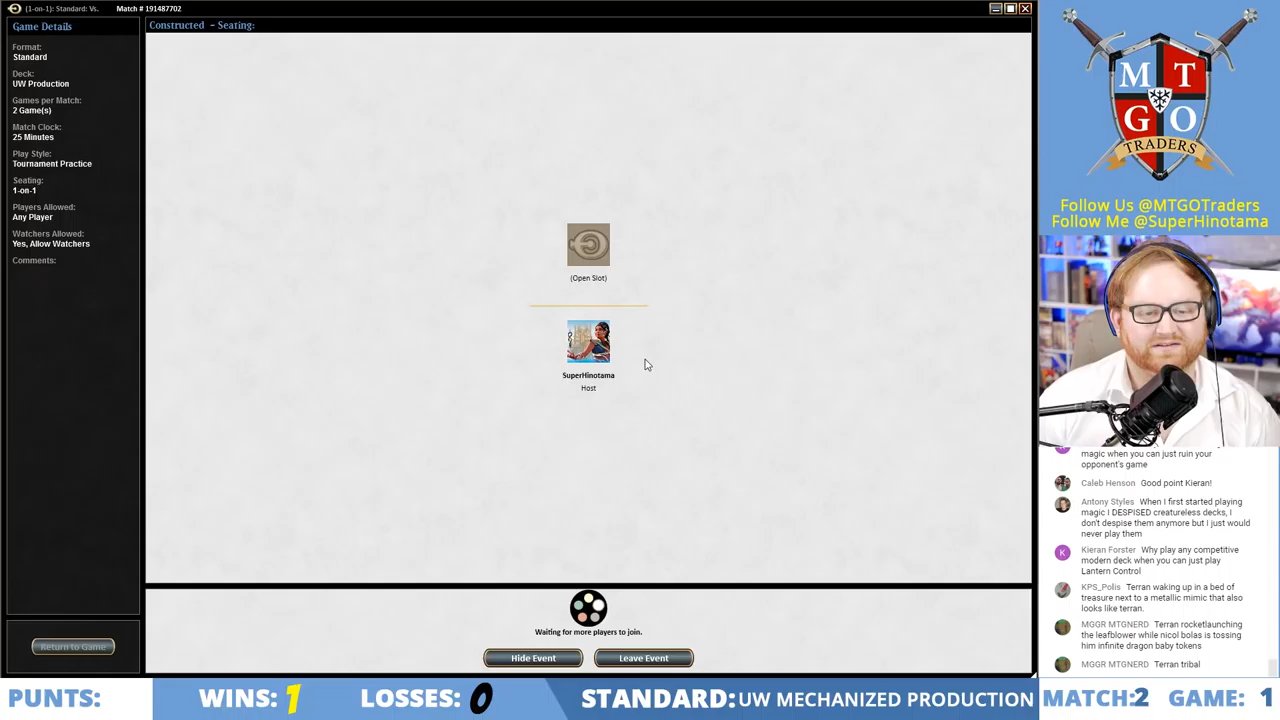 (1-on-1): Standard: Vs. Match # 191487702
Game Details
Format:
Standard
Deck:
UW Production
Games per Match:
2 Game(s)
Match Clock:
25 Minutes
Play Style:
Tournament Practice
Seating:
1-on-1
Players Allowed:
Any Player
Watchers Allowed:
Yes, Allow Watchers
Comments:
Return to Game
Constructed - Seating:
(Open Slot)
SuperHinotama
Host
Waiting for more players to join.
Hide Event
Leave Event
M T
G O
TRADERS
Follow Us @MTGOTraders
Follow Me @SuperHinotama
magic when you can just ruin your
opponent's game
Caleb Henson Good point Kieran!
Antony Styles When I first started playing
magic I DESPISED creatureless decks, I
don't despise them anymore but I just would
never play them
K Kieran Forster Why play any competitive
modern deck when you can just play
Lantern Control
KPS_Polis Terran waking up in a bed of
treasure next to a metallic mimic that also
looks like terran.
MGGR MTGNERD Terran rocketlaunching
the leafblower while nicol bolas is tossing
him infinite dragon baby tokens
MGGR MTGNERD Terran tribal
PUNTS: WINS: 1 LOSSES: 0 STANDARD: UW MECHANIZED PRODUCTION MATCH:2 GAME: 1